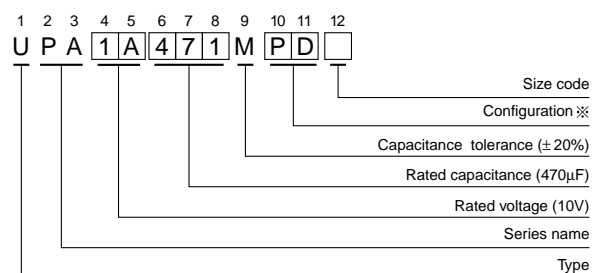 1 2 3 4 5 6 7 8 9 10 11 12
U P A 1 A 4 7 1 M P D
Size code
Configuration ※
Capacitance tolerance (±20%)
Rated capacitance (470µF)
Rated voltage (10V)
Series name
Type